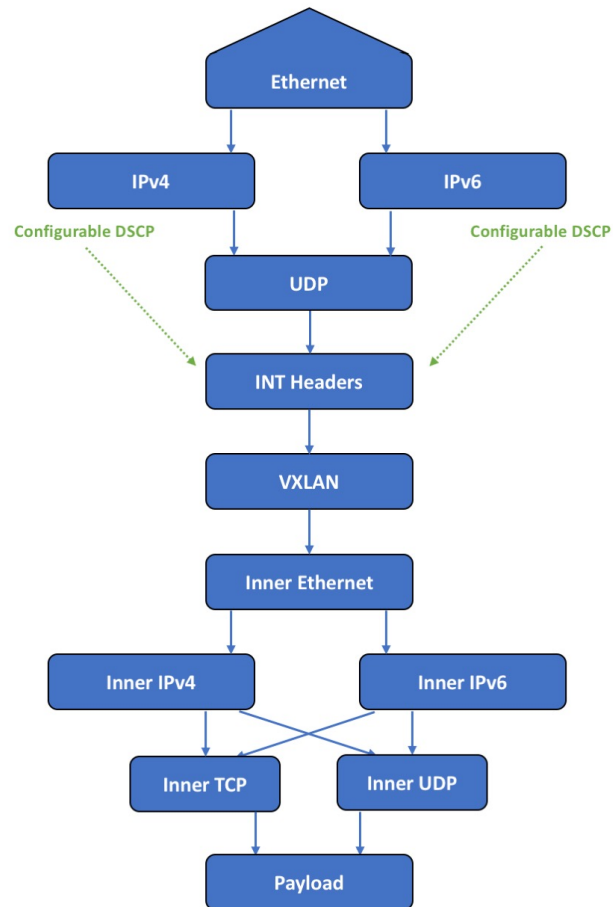 Ethernet
IPv4
IPv6
Configurable DSCP
Configurable DSCP
UDP
INT Headers
VXLAN
Inner Ethernet
Inner IPv4
Inner IPv6
Inner TCP
Inner UDP
Payload